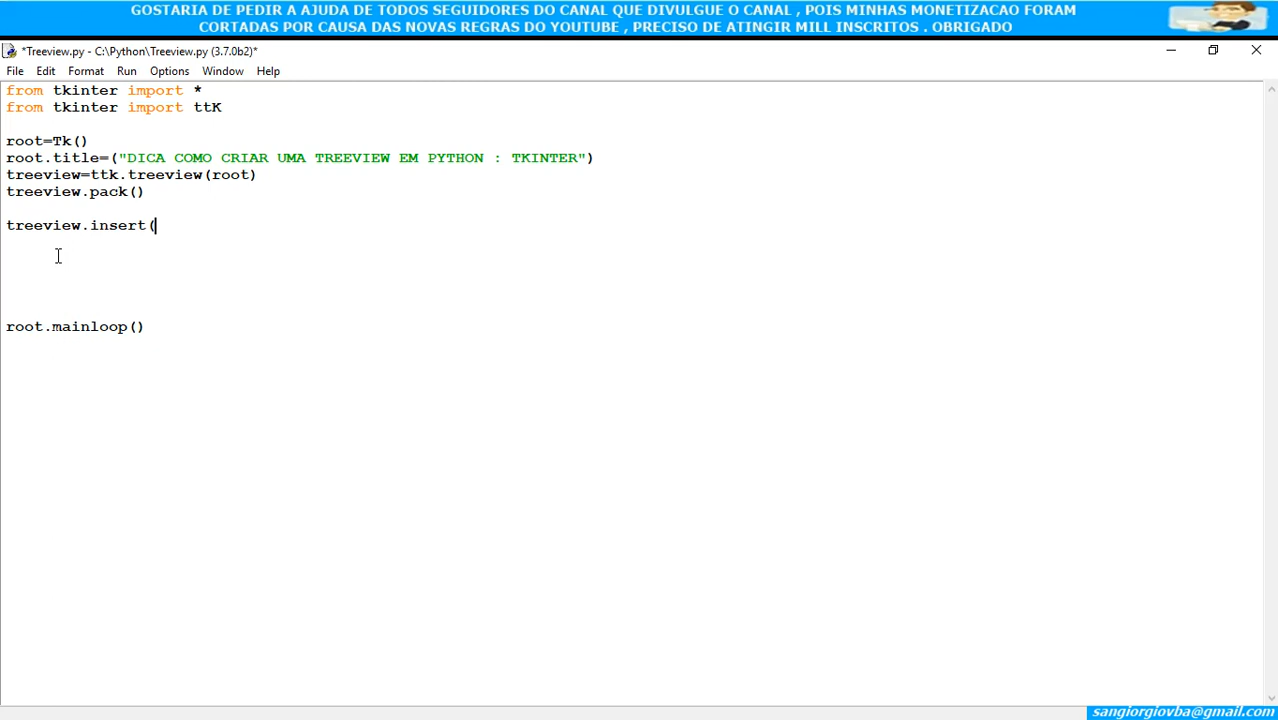 GOSTARIA DE PEDIR A AJUDA DE TODOS SEGUIDORES DO CANAL QUE DIVULGUE O CANAL , POIS MINHAS MONETIZACAO FORAM
CORTADAS POR CAUSA DAS NOVAS REGRAS DO YOUTUBE , PRECISO DE ATINGIR MILL INSCRITOS . OBRIGADO
*Treeview.py - C:\Python\Treeview.py (3.7.0b2)*
File Edit Format Run Options Window Help
from tkinter import *
from tkinter import ttK
root=Tk()
root.title=("DICA COMO CRIAR UMA TREEVIEW EM PYTHON : TKINTER")
treeview=ttk.treeview(root)
treeview.pack()
treeview.insert(
root.mainloop()
sangiorgiovba@gmail.com